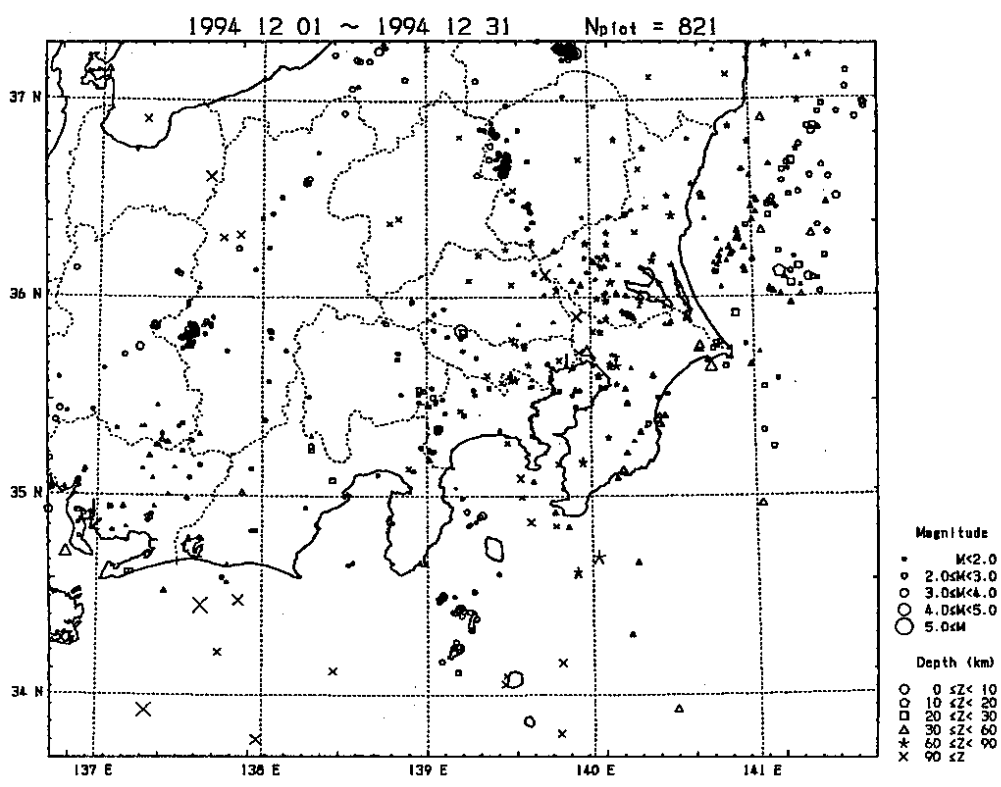 1994 12 01 ~ 1994 12 31 Nplot = 821
37 N
36 N
35 N
34 N
137 E 138 E 139 E 140 E 141 E
Magnitude
M<2.0
2.0≤M<3.0
3.0≤M<4.0
4.0≤M<5.0
5.0≤M
Depth (km)
0 ≤Z< 10
10 ≤Z< 20
20 ≤Z< 30
30 ≤Z< 60
60 ≤Z< 90
90 ≤Z